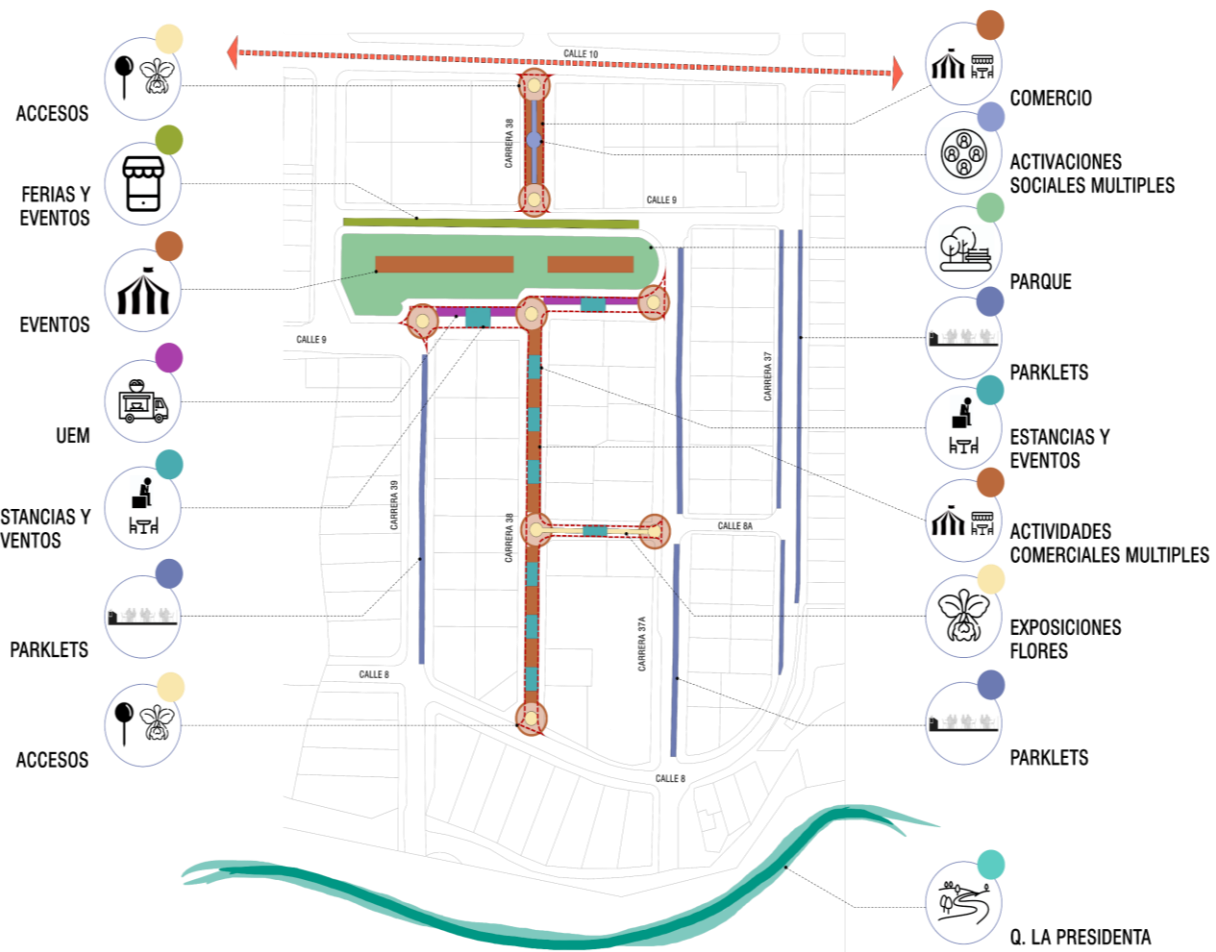 ACCESOS
FERIAS Y
EVENTOS
EVENTOS
UEM
STANCIAS Y
VENTOS
PARKLETS
ACCESOS
CALLE 10
CARRERA 38
CALLE 9
CALLE 9
CARRERA 37
CARRERA 39
CARRERA 38
CALLE 8A
CARRERA 37A
CALLE 8
CALLE 8
COMERCIO
ACTIVACIONES
SOCIALES MULTIPLES
PARQUE
PARKLETS
ESTANCIAS Y
EVENTOS
ACTIVIDADES
COMERCIALES MULTIPLES
EXPOSICIONES
FLORES
PARKLETS
Q. LA PRESIDENTA